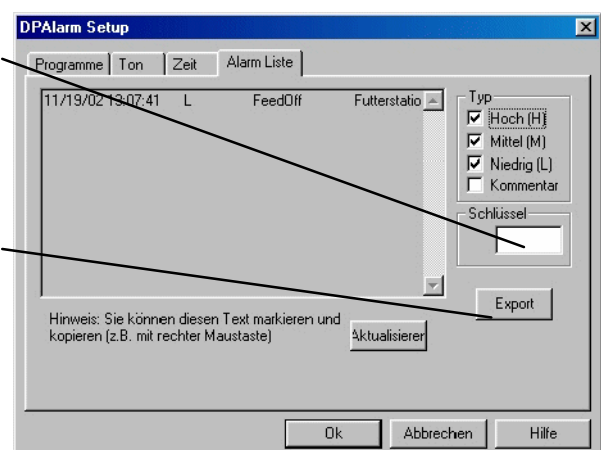 DPAlarm Setup
Programme Ton Zeit Alarm Liste
11/19/02 13:07:41 L FeedOff Futterstatio
Typ
Hoch (H)
Mittel (M)
Niedrig (L)
Kommentar
Schlüssel
Export
Hinweis: Sie können diesen Text markieren und
kopieren (z.B. mit rechter Maustaste)
Aktualisieren
Ok Abbrechen Hilfe